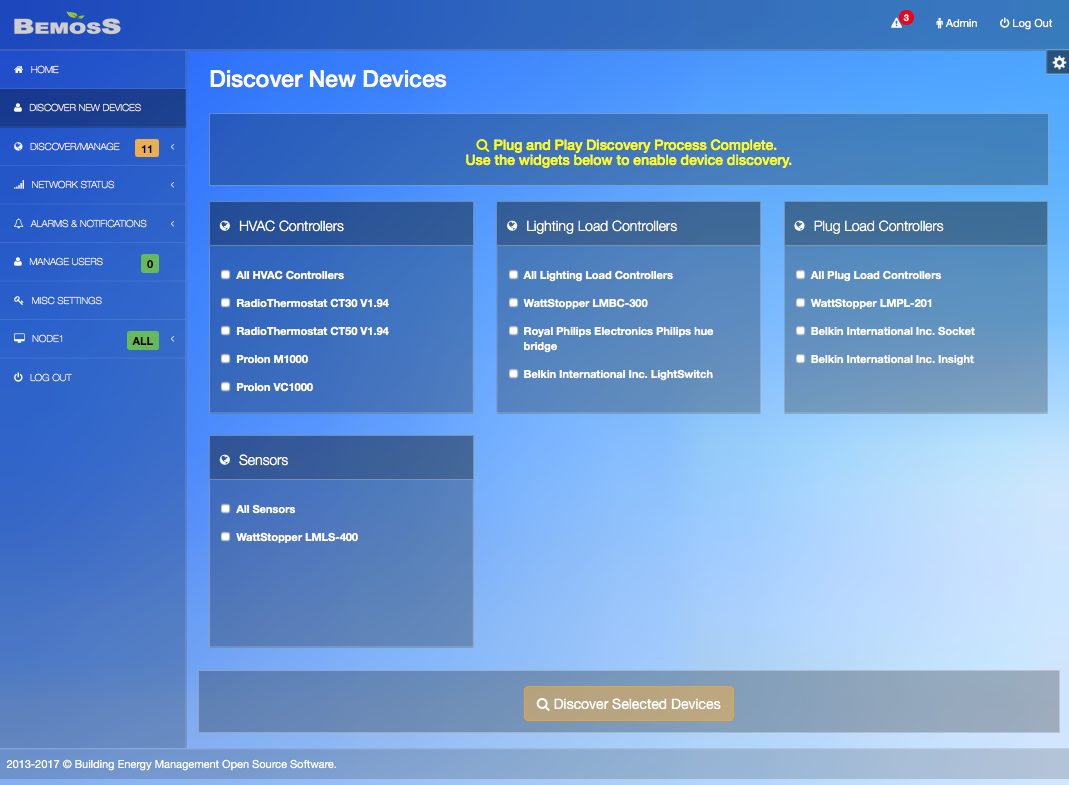 BEMOSS
3
Admin
Log Out
HOME
DISCOVER NEW DEVICES
DISCOVER/MANAGE
11
NETWORK STATUS
ALARMS & NOTIFICATIONS
MANAGE USERS
0
MISC SETTINGS
NODE1
ALL
LOG OUT
Discover New Devices
Plug and Play Discovery Process Complete.
Use the widgets below to enable device discovery.
HVAC Controllers
All HVAC Controllers
RadioThermostat CT30 V1.94
RadioThermostat CT50 V1.94
Prolon M1000
Prolon VC1000
Lighting Load Controllers
All Lighting Load Controllers
WattStopper LMBC-300
Royal Philips Electronics Philips hue
bridge
Belkin International Inc. LightSwitch
Plug Load Controllers
All Plug Load Controllers
WattStopper LMPL-201
Belkin International Inc. Socket
Belkin International Inc. Insight
Sensors
All Sensors
WattStopper LMLS-400
Discover Selected Devices
2013-2017 © Building Energy Management Open Source Software.